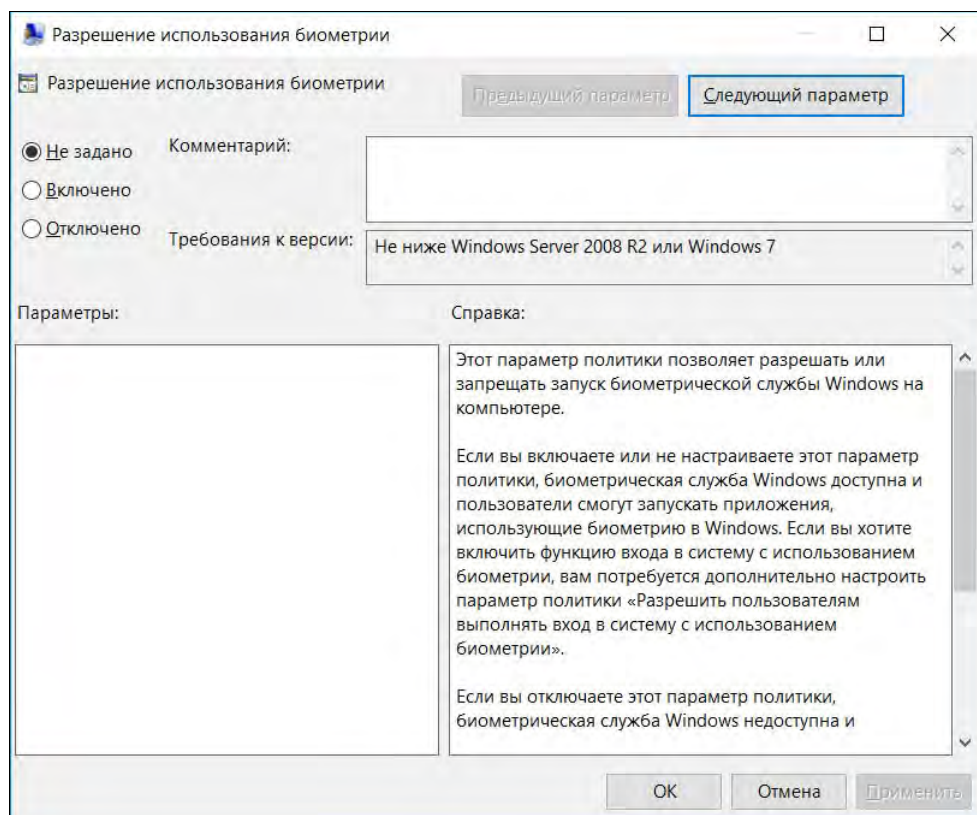 Разрешение использования биометрии
Разрешение использования биометрии
Предыдущий параметр
Следующий параметр
Не задано
Включено
Отключено
Комментарий:
Требования к версии:
Не ниже Windows Server 2008 R2 или Windows 7
Параметры:
Справка:
Этот параметр политики позволяет разрешать или
запрещать запуск биометрической службы Windows на
компьютере.
Если вы включаете или не настраиваете этот параметр
политики, биометрическая служба Windows доступна и
пользователи смогут запускать приложения,
использующие биометрию в Windows. Если вы хотите
включить функцию входа в систему с использованием
биометрии, вам потребуется дополнительно настроить
параметр политики «Разрешить пользователям
выполнять вход в систему с использованием
биометрии».
Если вы отключаете этот параметр политики,
биометрическая служба Windows недоступна и
ОК
Отмена
Применить